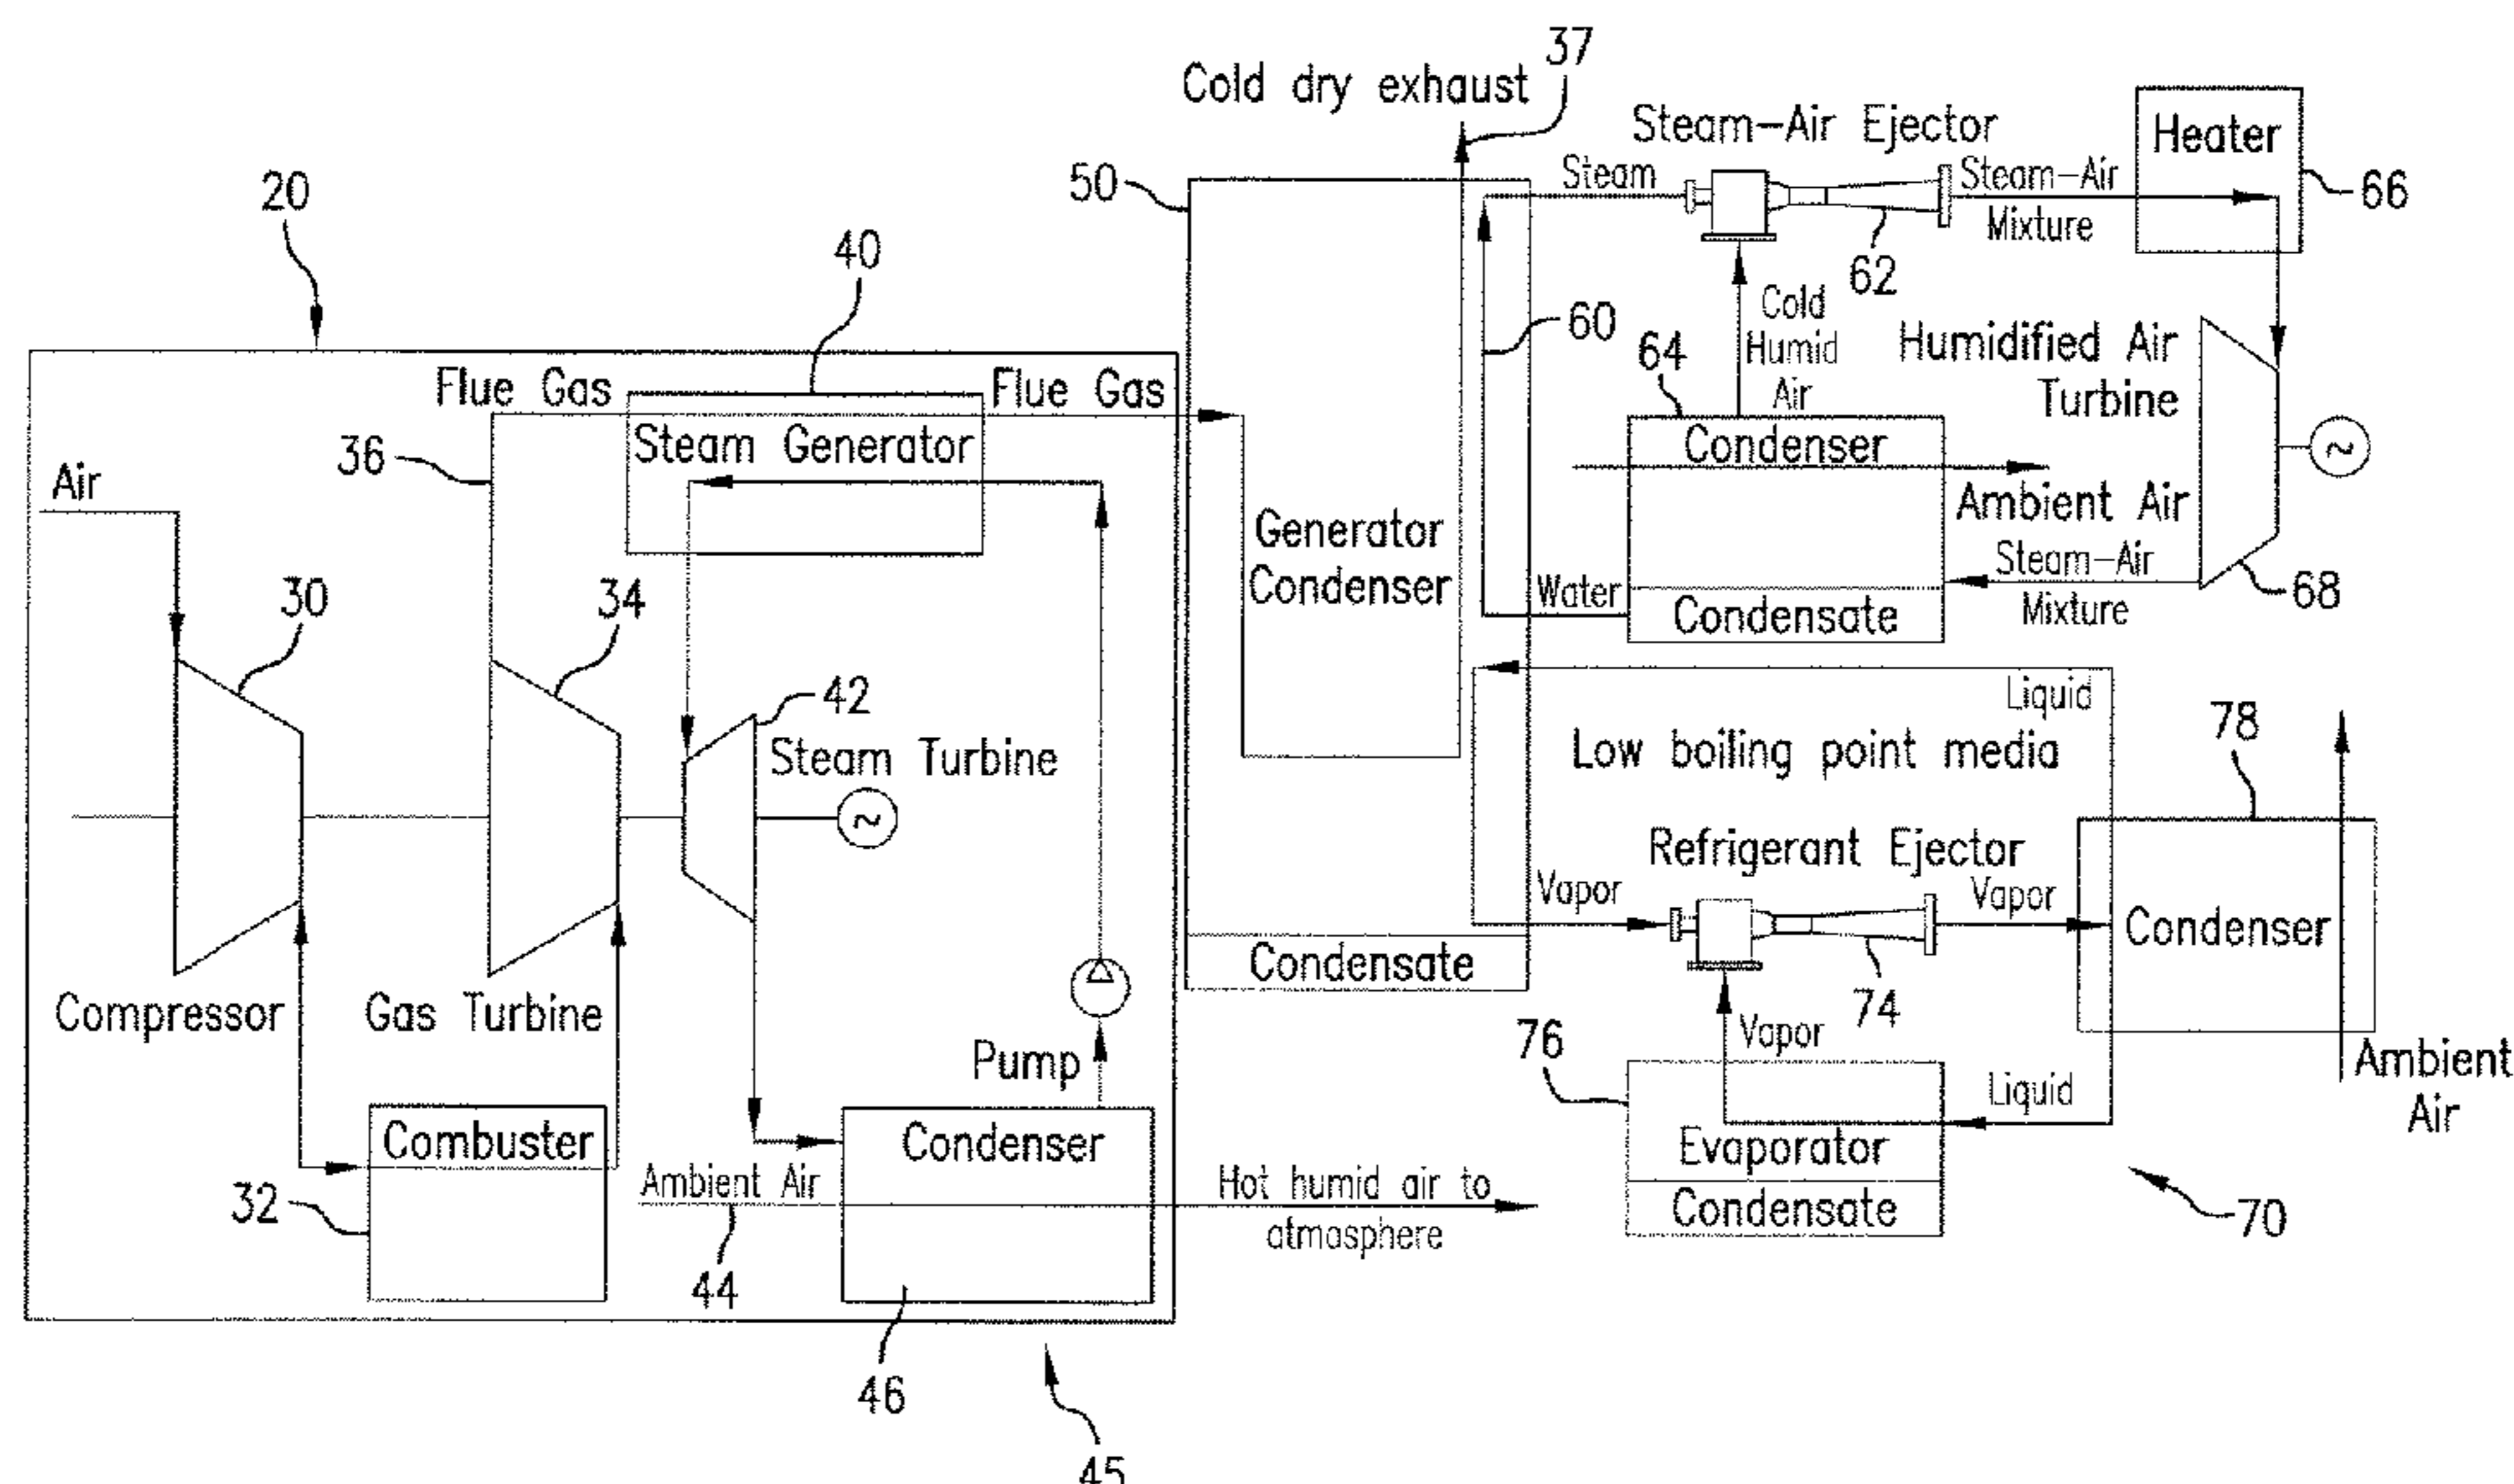 37
Cold dry exhaust
Steam-Air Ejector
Heater
50
Steam
Steam-Air
Mixture
66
20
40
62
Cold
Humid
Air
60
64
Humidified Air
Turbine
Flue Gas
Flue Gas
36
Steam Generator
Condenser
~
Air
Ambient Air
Generator
Condenser
Steam-Air
Mixture
30
34
Water
Condensate
68
42
Liquid
78
Steam Turbine
Low boiling point media
~
Refrigerant Ejector
Vapor
Vapor
Condenser
Condensate
Compressor
Gas Turbine
74
Pump
76
Vapor
Ambient
Air
Liquid
Combuster
Condenser
Evaporator
Ambient Air
Hot humid air to
atmosphere
32
Condensate
70
44
46
45